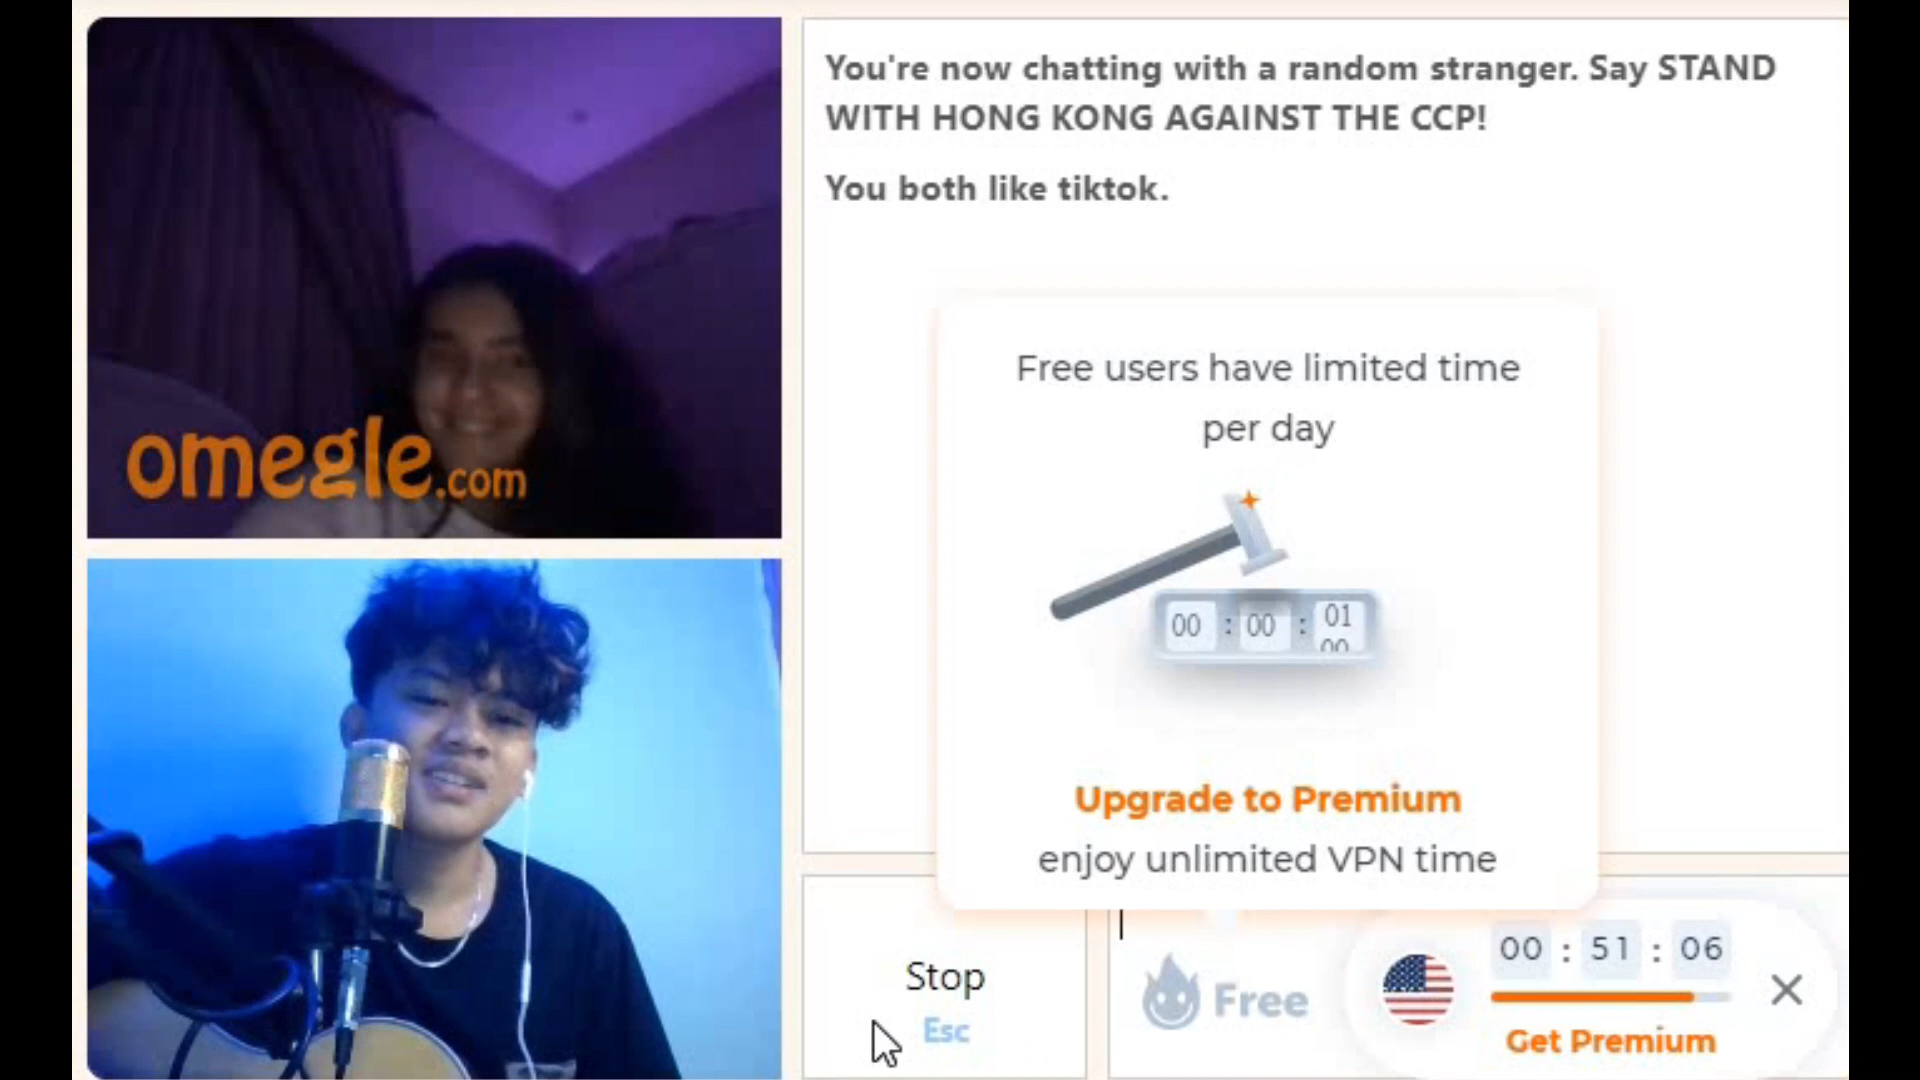 You're now chatting with a random stranger. Say STAND
WITH HONG KONG AGAINST THE CCP!
You both like tiktok.
omegle.com
Free users have limited time
per day
00 : 00 : 01
00
Upgrade to Premium
enjoy unlimited VPN time
Stop
Esc
Free
00 : 51 : 06
Get Premium